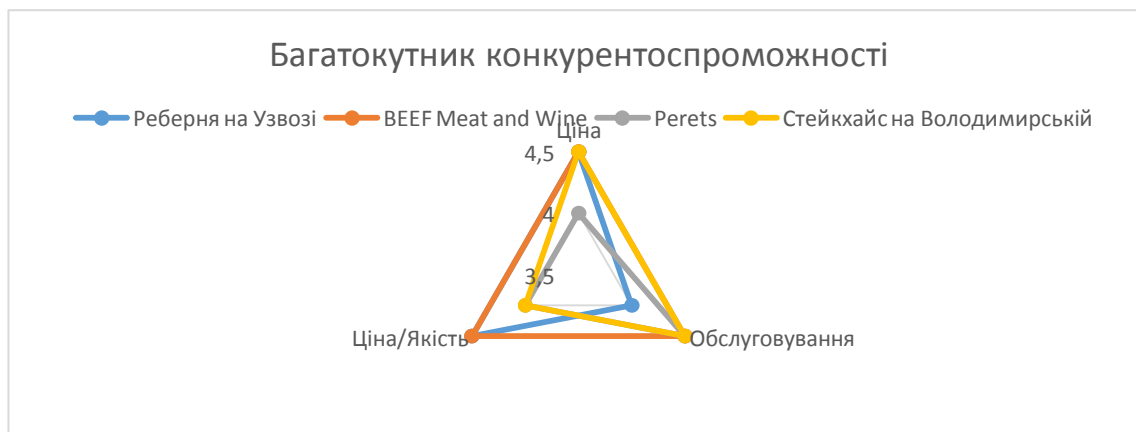 Багатокутник конкурентоспроможності
Реберня на Узвозі BEEF Meat and Wine Perets Стейкхайс на Володимирській
Ціна
4,5
4
3,5
Ціна/Якість
Обслуговування